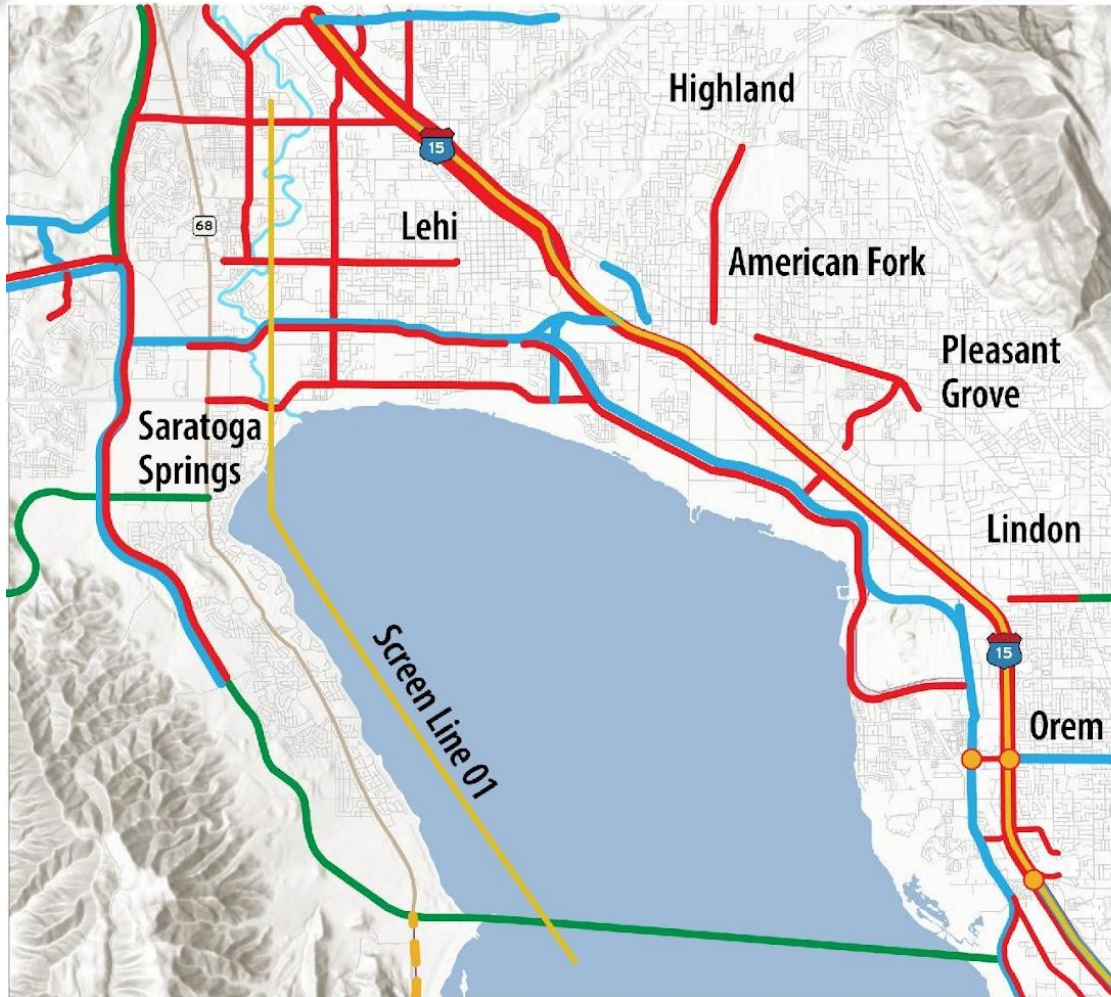 Highland
15
68
Lehi
American Fork
Pleasant
Grove
Saratoga
Springs
Lindon
Screen Line 01
15
Orem